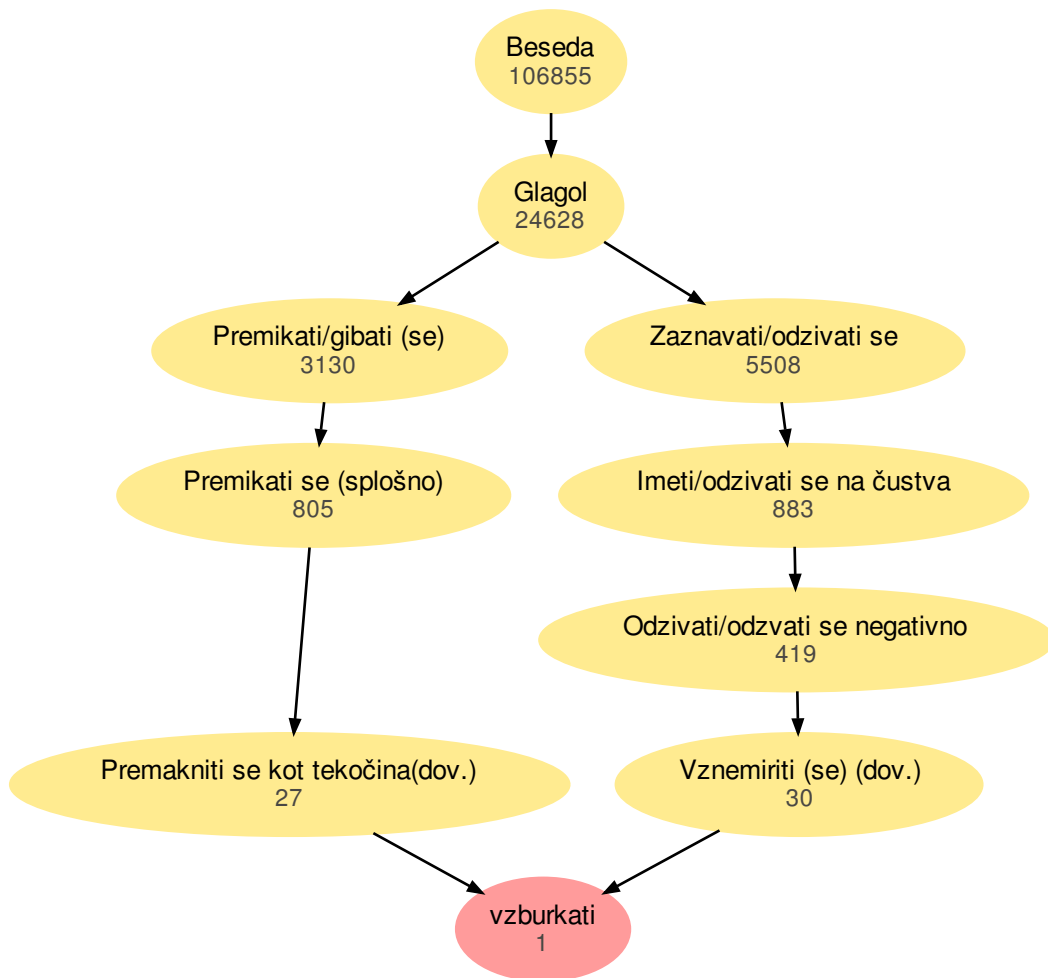 Beseda
106855
Glagol
24628
Premikati/gibati (se)
3130
Zaznavati/odzivati se
5508
Premikati se (splošno)
805
Imeti/odzivati se na čustva
883
Odzivati/odzvati se negativno
419
Premakniti se kot tekočina(dov.)
27
Vznemiriti (se) (dov.)
30
vzburkati
1